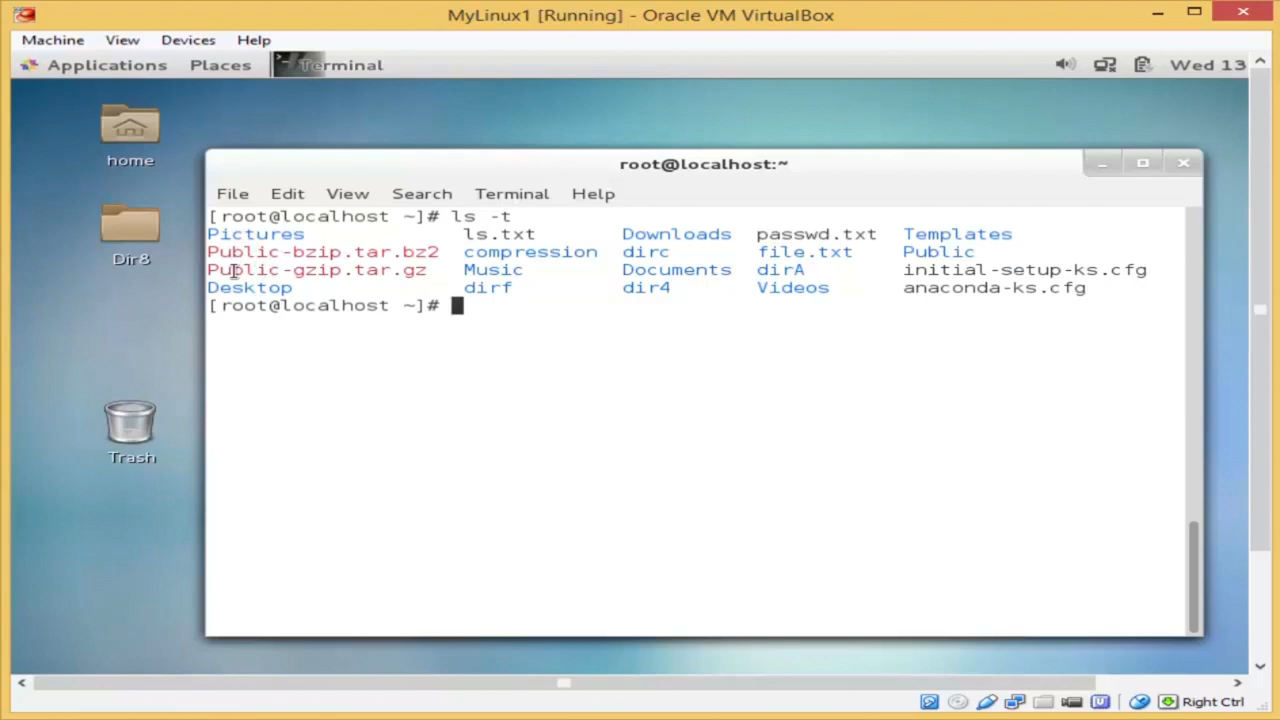 MyLinux1 [Running] - Oracle VM VirtualBox
Machine View Devices Help
Applications Places Terminal Wed 13
home
Dir8
Trash
root@localhost:~
File Edit View Search Terminal Help
[root@localhost ~]# ls -t
Pictures ls.txt Downloads passwd.txt Templates
Public-bzip.tar.bz2 compression dirc file.txt Public
Public-gzip.tar.gz Music Documents dirA initial-setup-ks.cfg
Desktop dirf dir4 Videos anaconda-ks.cfg
[root@localhost ~]#
Right Ctrl